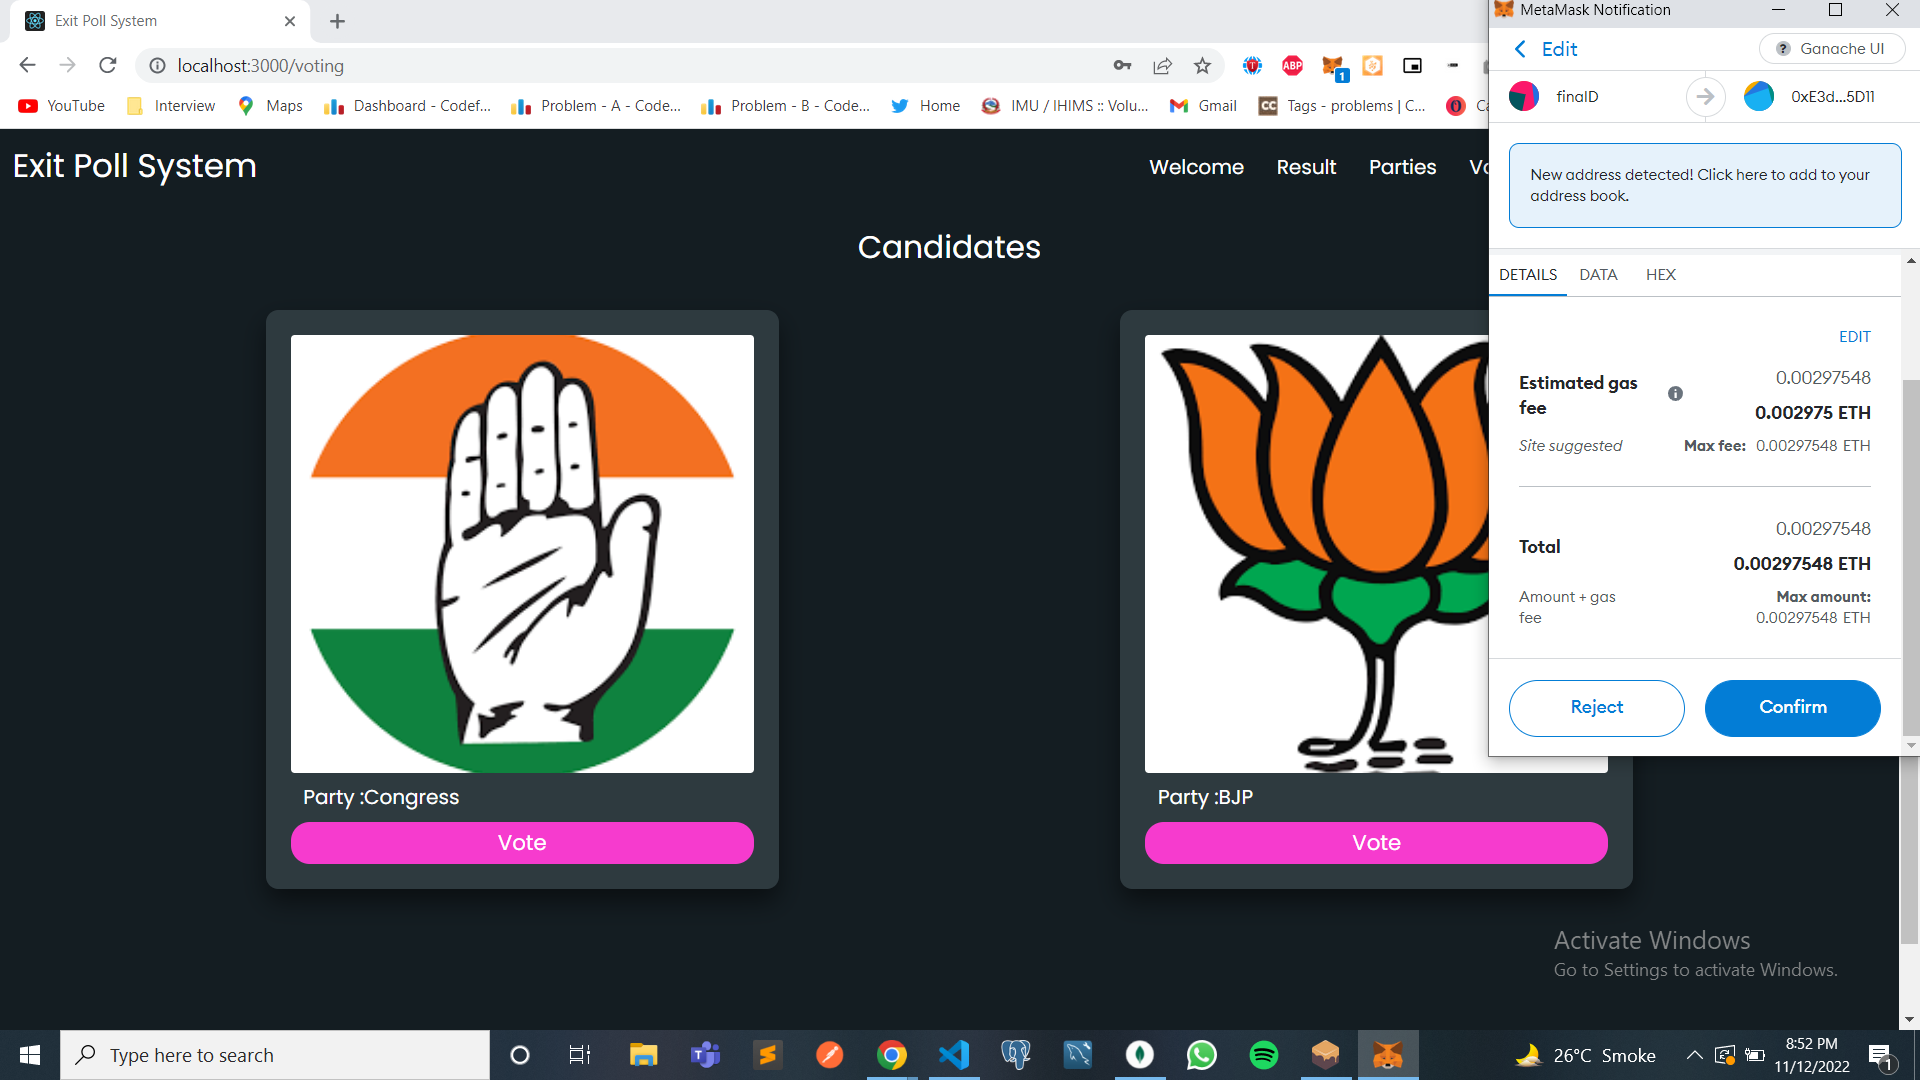 Exit Poll System
localhost:3000/voting
1
YouTube
Interview
Maps
Dashboard - Codef...
Problem - A - Code...
Problem - B - Code...
Home
IMU / IHIMS :: Volu...
Gmail
CC
Tags - problems | C...
ABP
Exit Poll System
Welcome
Result
Parties
Candidates
Party :Congress
Vote
Party :BJP
Vote
MetaMask Notification
Edit
? Ganache UI
finalD
0xE3d...5D11
New address detected! Click here to add to your
address book.
DETAILS
DATA
HEX
EDIT
Estimated gas
fee
0.00297548
0.002975 ETH
Site suggested
Max fee: 0.00297548 ETH
Total
0.00297548
0.00297548 ETH
Amount + gas
fee
Max amount:
0.00297548 ETH
Reject
Confirm
Activate Windows
Go to Settings to activate Windows.
Type here to search
26°C Smoke
8:52 PM
11/12/2022
1